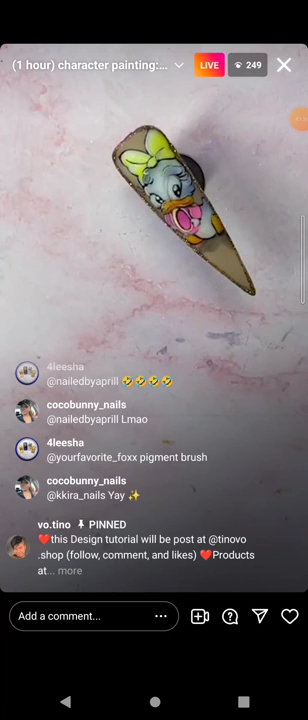 (1 hour) character painting:...
LIVE
249
4leesha
@nailedbyaprill 🤣🤣🤣🤣
cocobunny_nails
@nailedbyaprill Lmao
4leesha
@yourfavorite_foxx pigment brush
cocobunny_nails
@kkira_nails Yay ✨
vo.tino 📌 PINNED
❤️this Design tutorial will be post at @tinovo
.shop (follow, comment, and likes) ❤️Products
at... more
Add a comment...